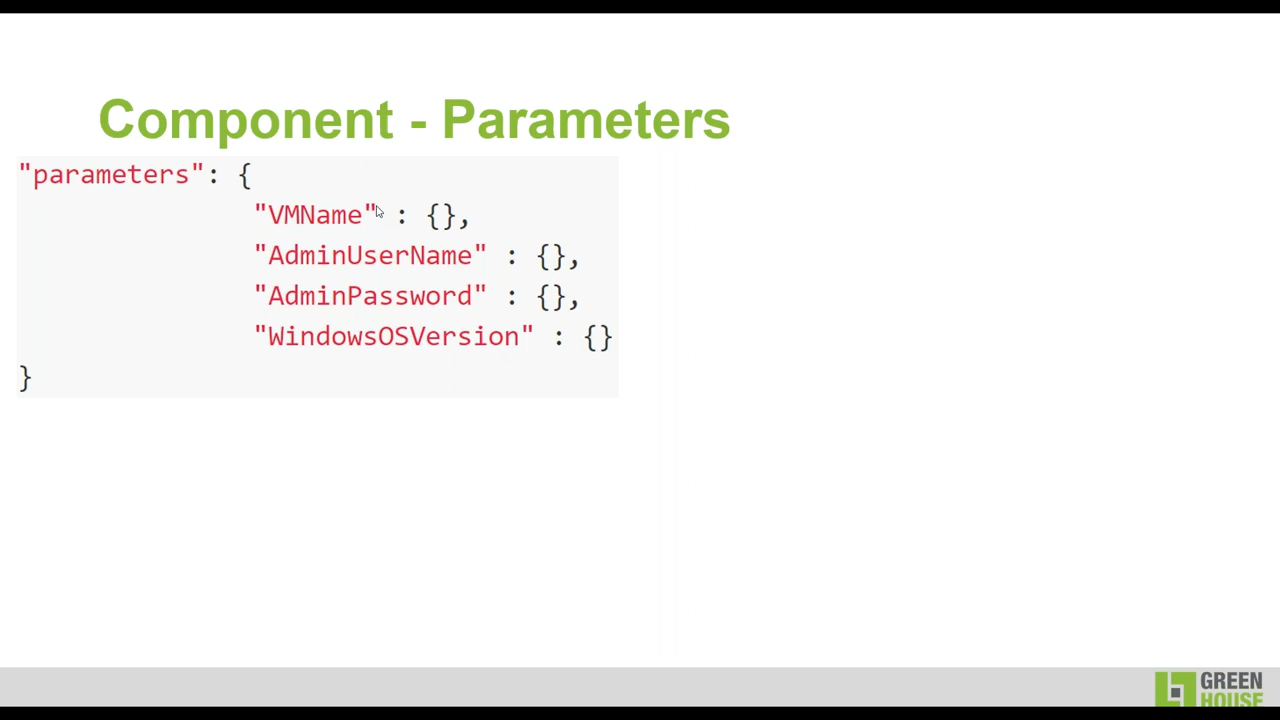 Component - Parameters
"parameters": {
"VMName" : {},
"AdminUserName" : {},
"AdminPassword" : {},
"WindowsOSVersion" : {}
}
GREEN
HOUSE